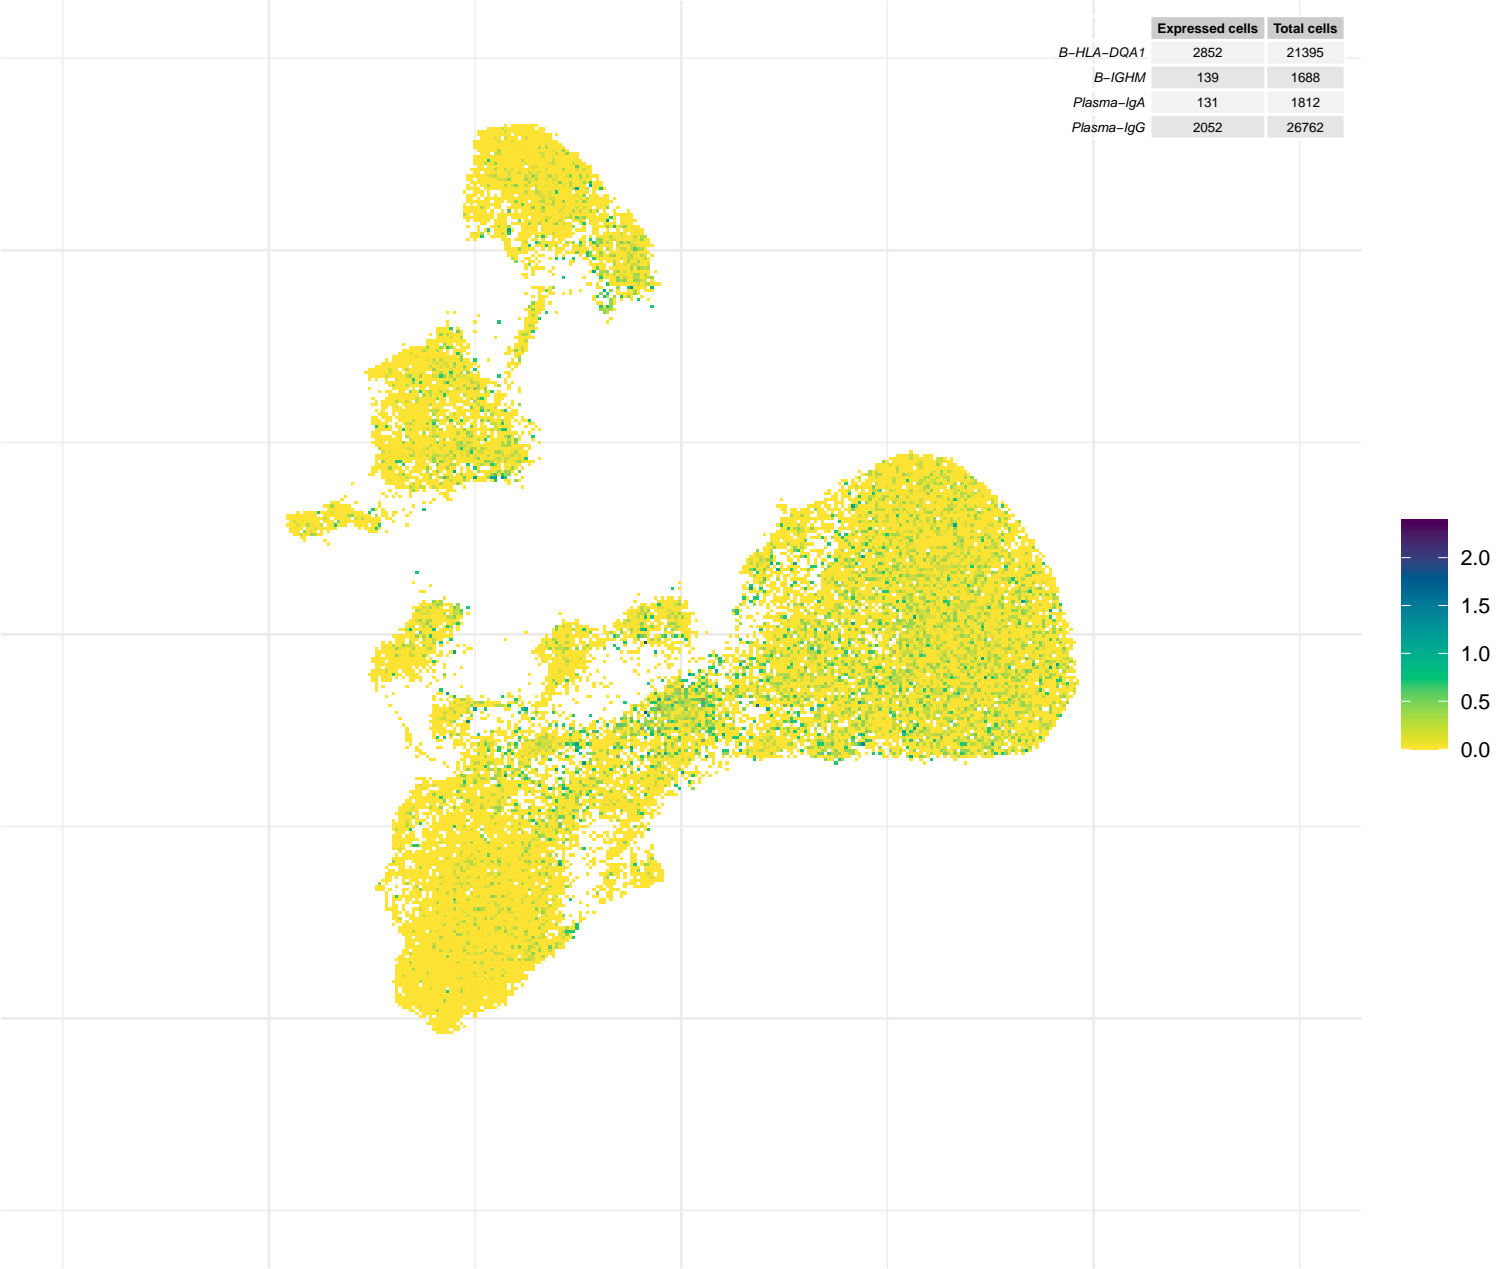 Expressed cells Total cells
B−HLA−DQA1 2852 21395
B−IGHM 139 1688
Plasma−IgA 131 1812
Plasma−IgG 2052 26762
2.0
1.5
1.0
0.5
0.0